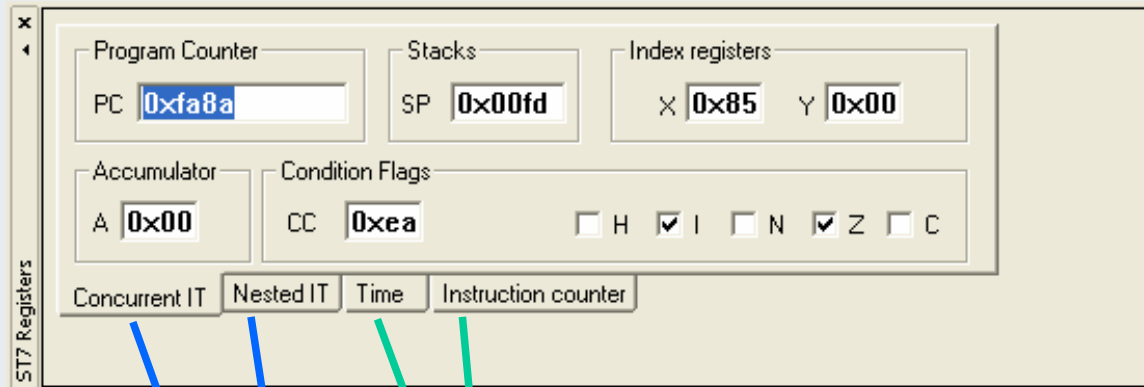 Program Counter
Stacks
Index registers
PC 0xfa8a
SP 0x00fd
X 0x85 Y 0x00
Accumulator
Condition Flags
A 0x00
CC 0xea
H I N Z C
Concurrent IT
Nested IT
Time
Instruction counter
ST7 Registers